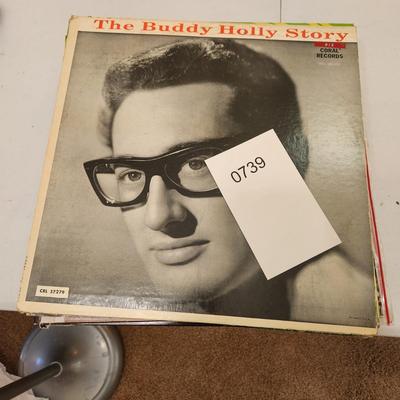 The Buddy Holly Story
CORAL
RECORDS
0739
CRL 57279